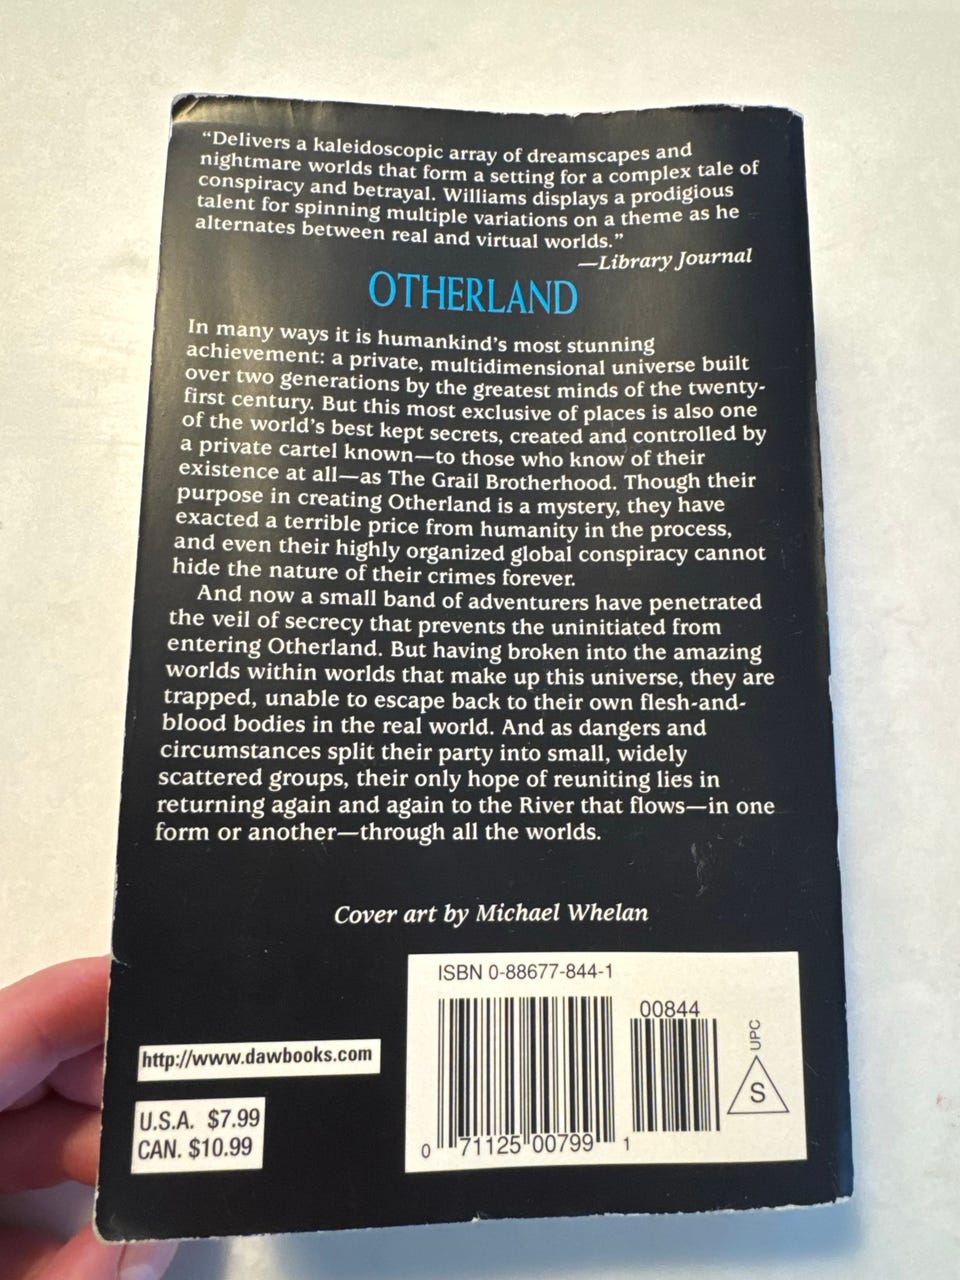 “Delivers a kaleidoscopic array of dreamscapes and
nightmare worlds that form a setting for a complex tale of
conspiracy and betrayal. Williams displays a prodigious
talent for spinning multiple variations on a theme as he
alternates between real and virtual worlds.”
—Library Journal
OTHERLAND
In many ways it is humankind’s most stunning
achievement: a private, multidimensional universe built
over two generations by the greatest minds of the twenty-
first century. But this most exclusive of places is also one
of the world’s best kept secrets, created and controlled by
a private cartel known—to those who know of their
existence at all—as The Grail Brotherhood. Though their
purpose in creating Otherland is a mystery, they have
exacted a terrible price from humanity in the process,
and even their highly organized global conspiracy cannot
hide the nature of their crimes forever.
And now a small band of adventurers have penetrated
the veil of secrecy that prevents the uninitiated from
entering Otherland. But having broken into the amazing
worlds within worlds that make up this universe, they are
trapped, unable to escape back to their own flesh-and-
blood bodies in the real world. And as dangers and
circumstances split their party into small, widely
scattered groups, their only hope of reuniting lies in
returning again and again to the River that flows—in one
form or another—through all the worlds.
Cover art by Michael Whelan
ISBN 0-88677-844-1
00844
UPC
S
0 71125 00799 1
http://www.dawbooks.com
U.S.A. $7.99
CAN. $10.99